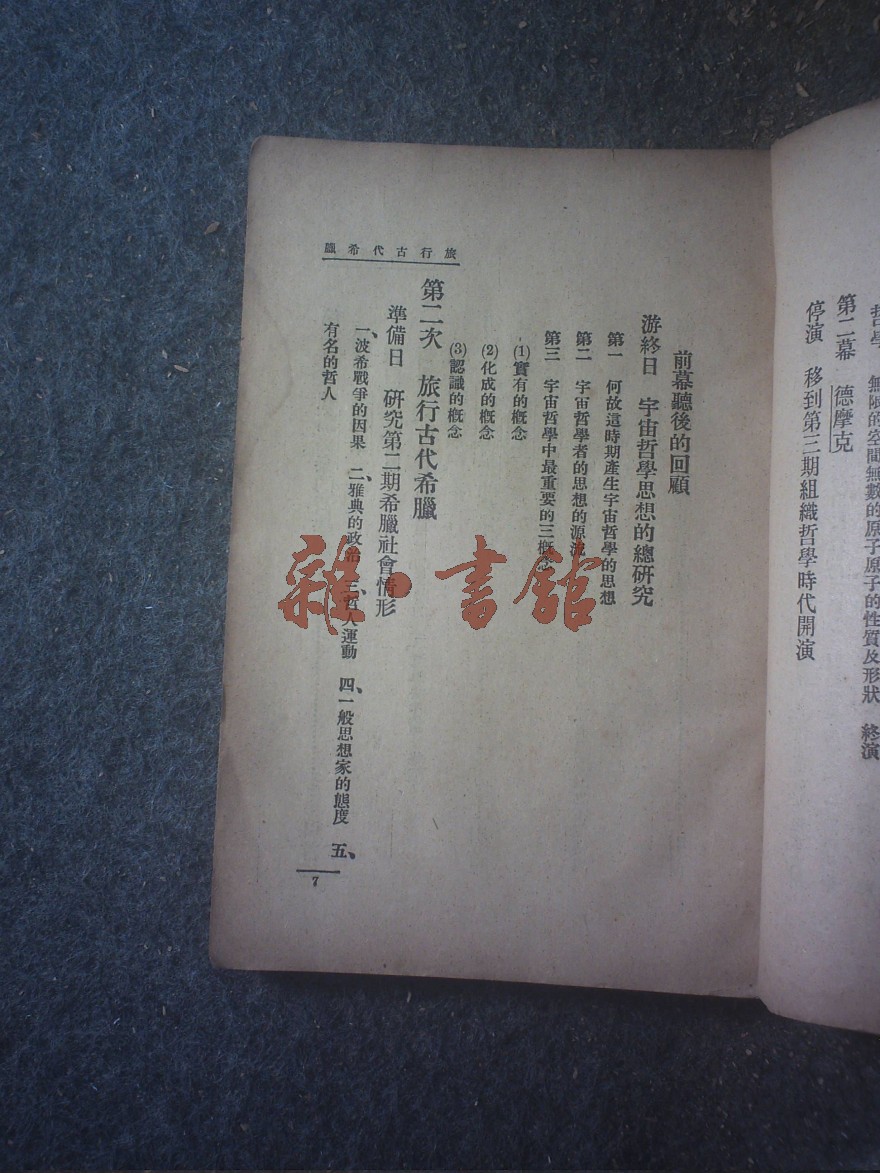 哲學 無限的空間無數的原子原子的性質及形狀 終演
第二幕 德摩克
停演 移到第三期組織哲學時代開演
旅行古代希臘
前幕聽後的回顧
游終日 宇宙哲學思想的總研究
第一 何故這時期產生宇宙哲學的思想
第二 宇宙哲學者的思想的源流
第三 宇宙哲學中最重要的三概念
(1)實有的概念
(2)化成的概念
(3)認識的概念
第二次 旅行古代希臘
準備日 研究第二期希臘社會情形
一、波希戰爭的因果 二、雅典的政治 三、哲人運動 四、一般思想家的態度 五、
有名的哲人
7
雜·書館